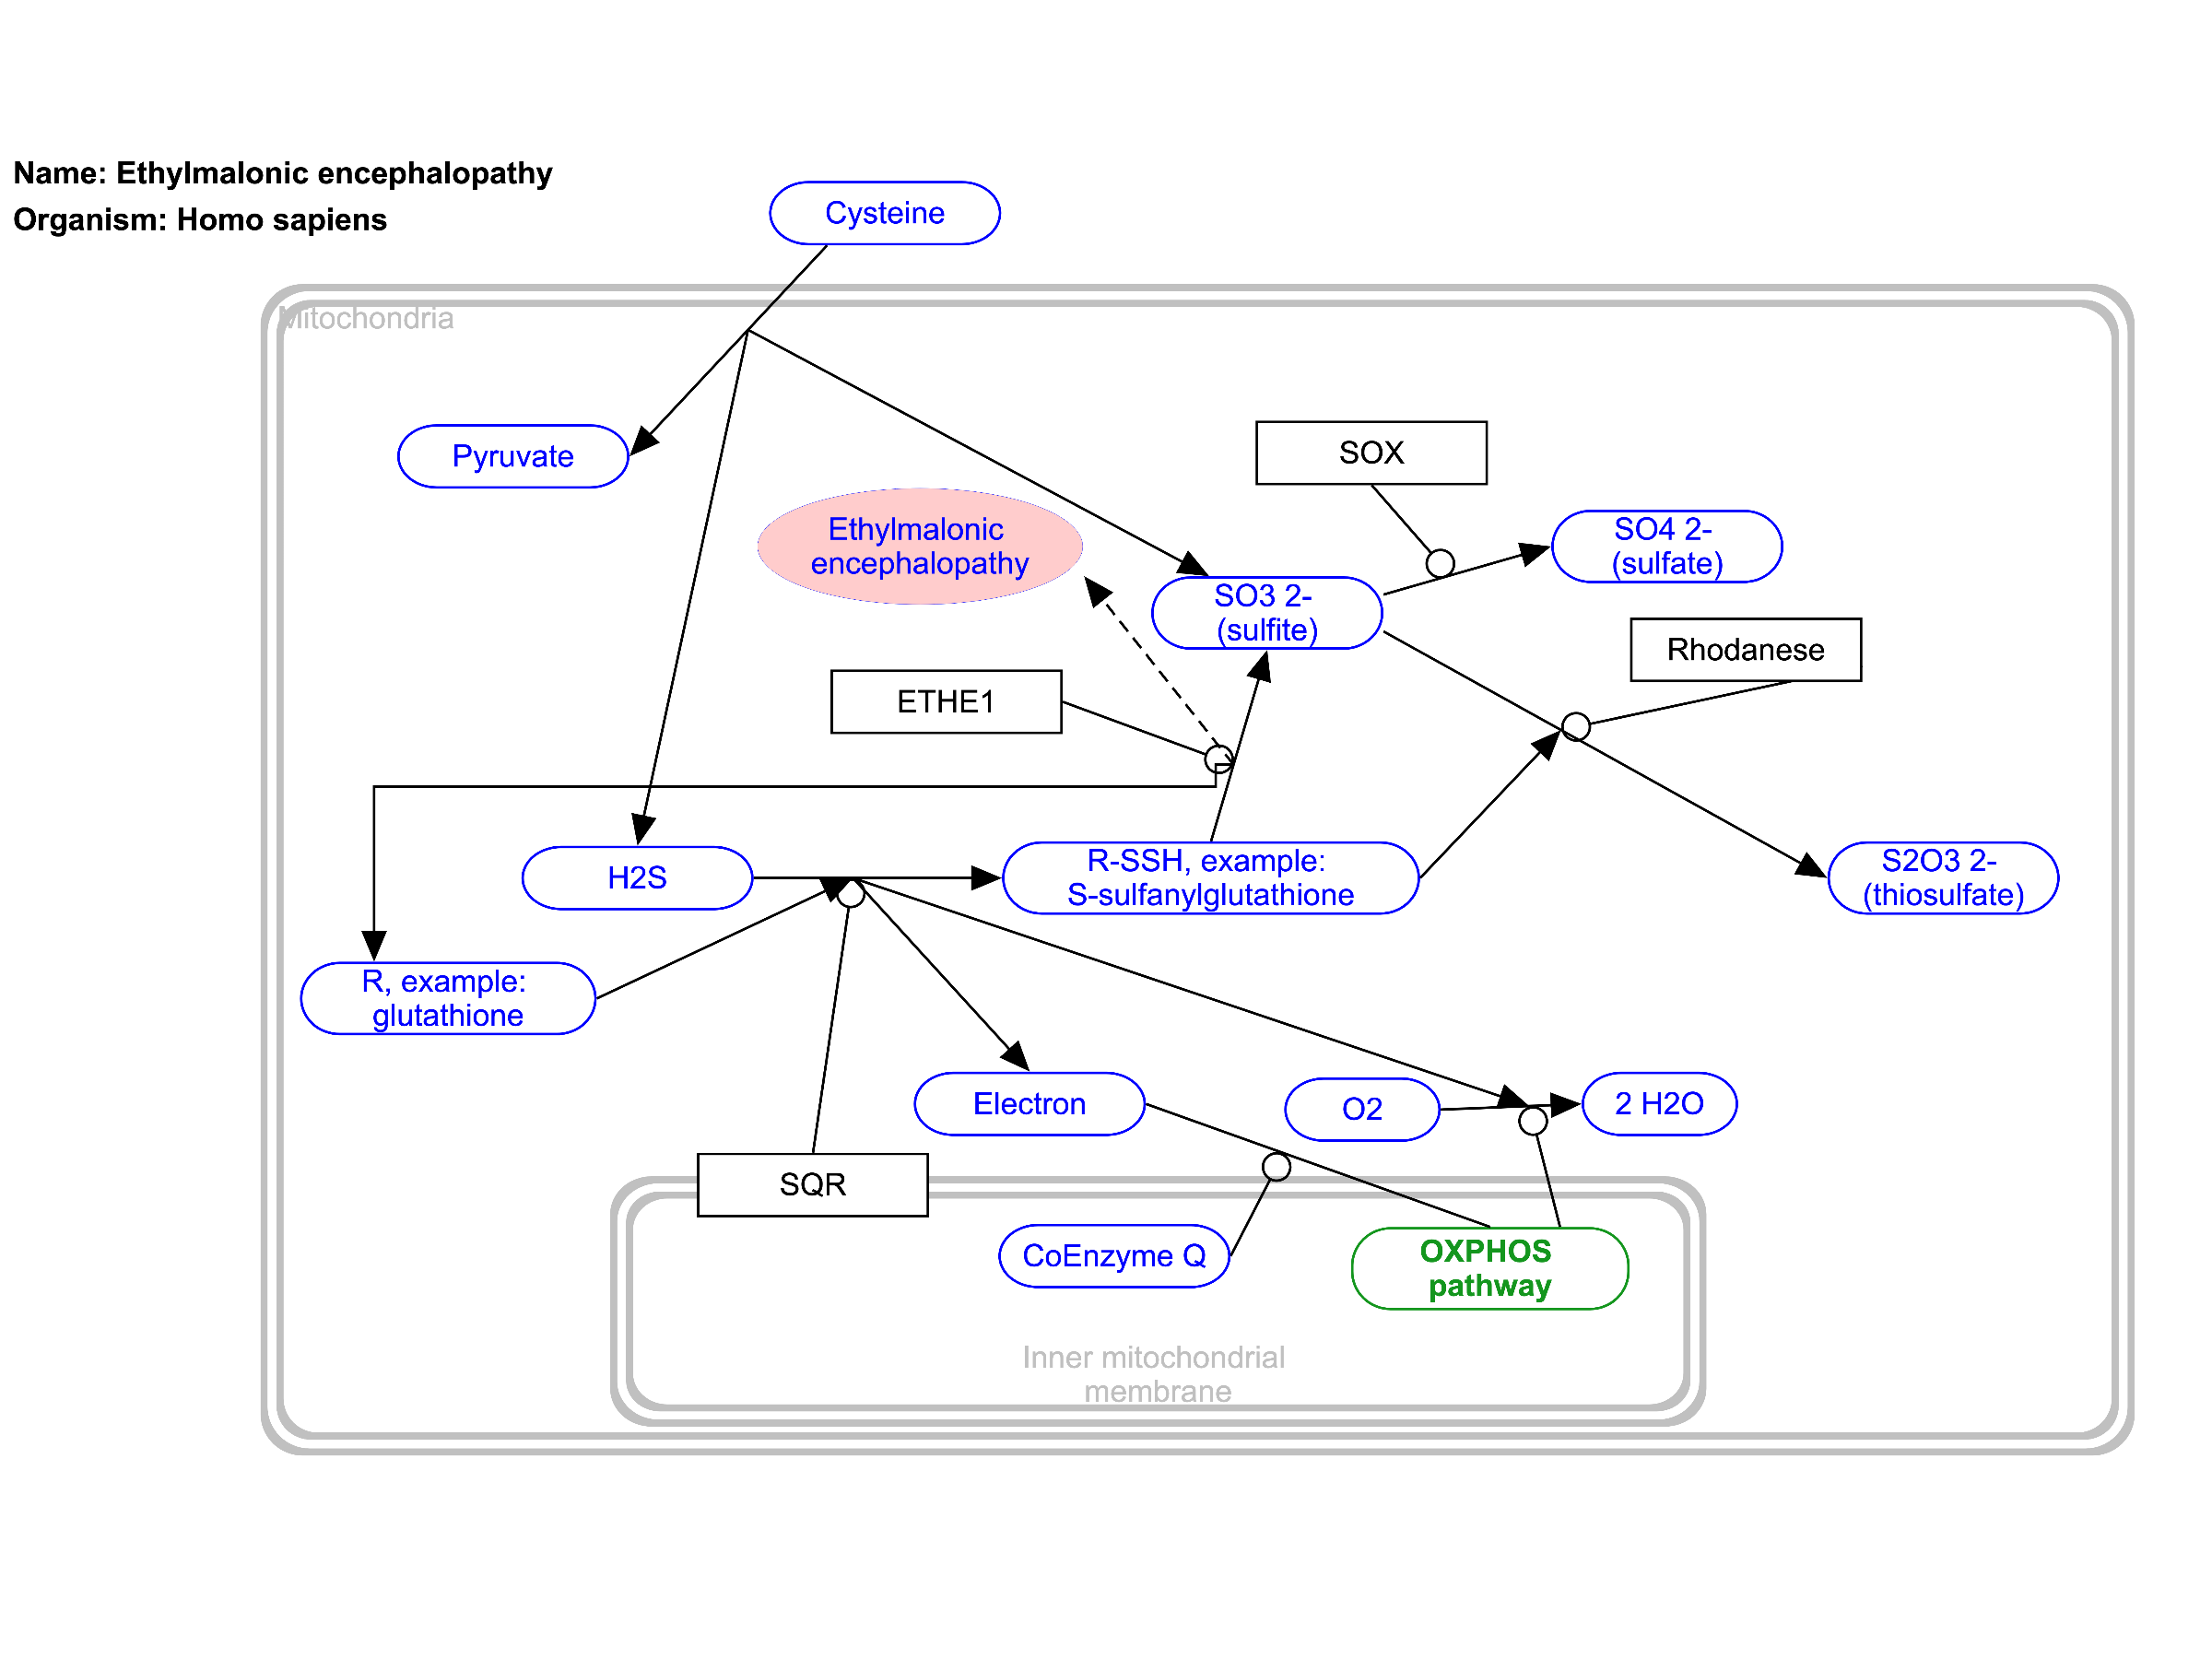 Name: Ethylmalonic encephalopathy
Organism: Homo sapiens
Cysteine
Mitochondria
Pyruvate
SOX
Ethylmalonic
encephalopathy
SO4 2-
(sulfate)
SO3 2-
(sulfite)
Rhodanese
ETHE1
H2S
R-SSH, example:
S-sulfanylglutathione
S2O3 2-
(thiosulfate)
R, example:
glutathione
Electron
O2
2 H2O
SQR
CoEnzyme Q
OXPHOS
pathway
Inner mitochondrial
membrane